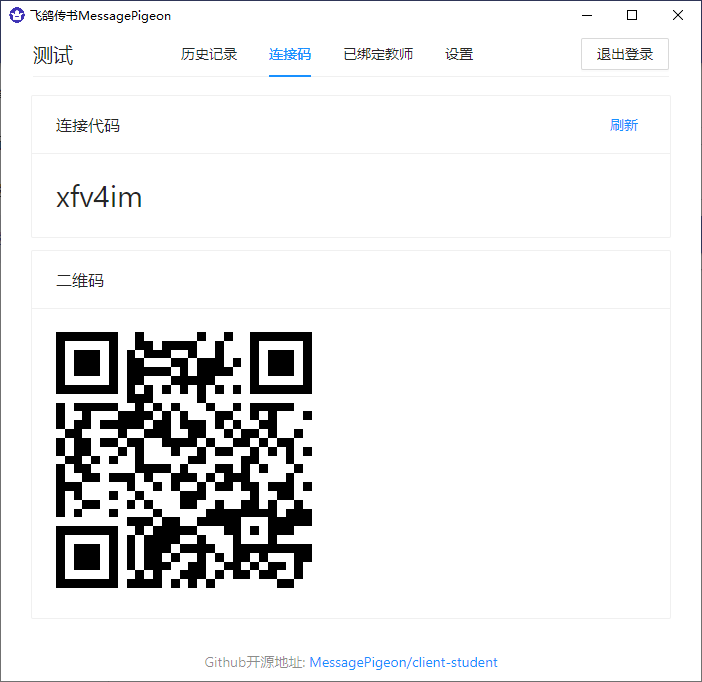 飞鸽传书MessagePigeon
测试 历史记录 连接码 已绑定教师 设置 退出登录
连接代码 刷新
xfv4im
二维码
Github开源地址: MessagePigeon/client-student